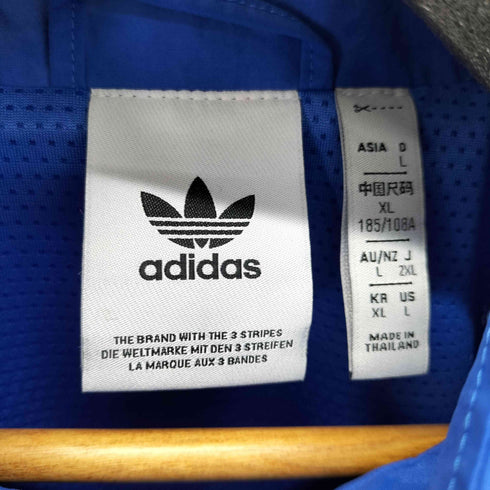 adidas
THE BRAND WITH THE 3 STRIPES
DIE WELTMARKE MIT DEN 3 STREIFEN
LA MARQUE AUX 3 BANDES
ASIA D
L
中国尺码
XL
185/108A
AU/NZ J
L 2XL
KR US
XL L
MADE IN
THAILAND